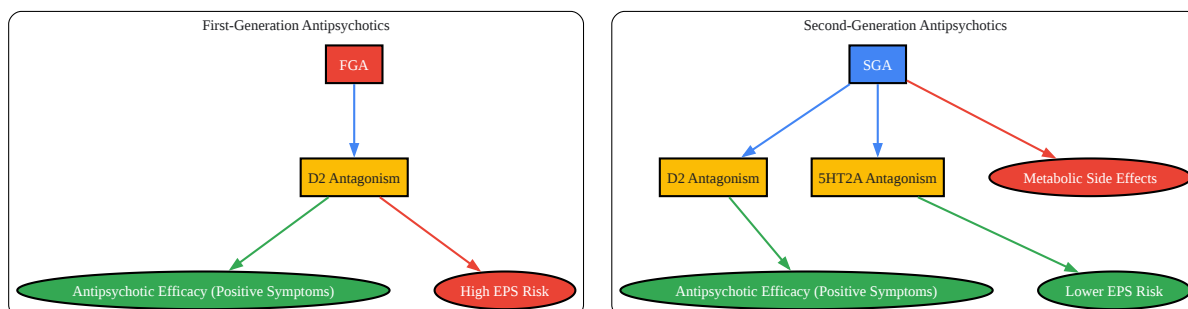 First-Generation Antipsychotics
FGA
D2 Antagonism
Antipsychotic Efficacy (Positive Symptoms)
High EPS Risk
Second-Generation Antipsychotics
SGA
D2 Antagonism
5HT2A Antagonism
Metabolic Side Effects
Antipsychotic Efficacy (Positive Symptoms)
Lower EPS Risk